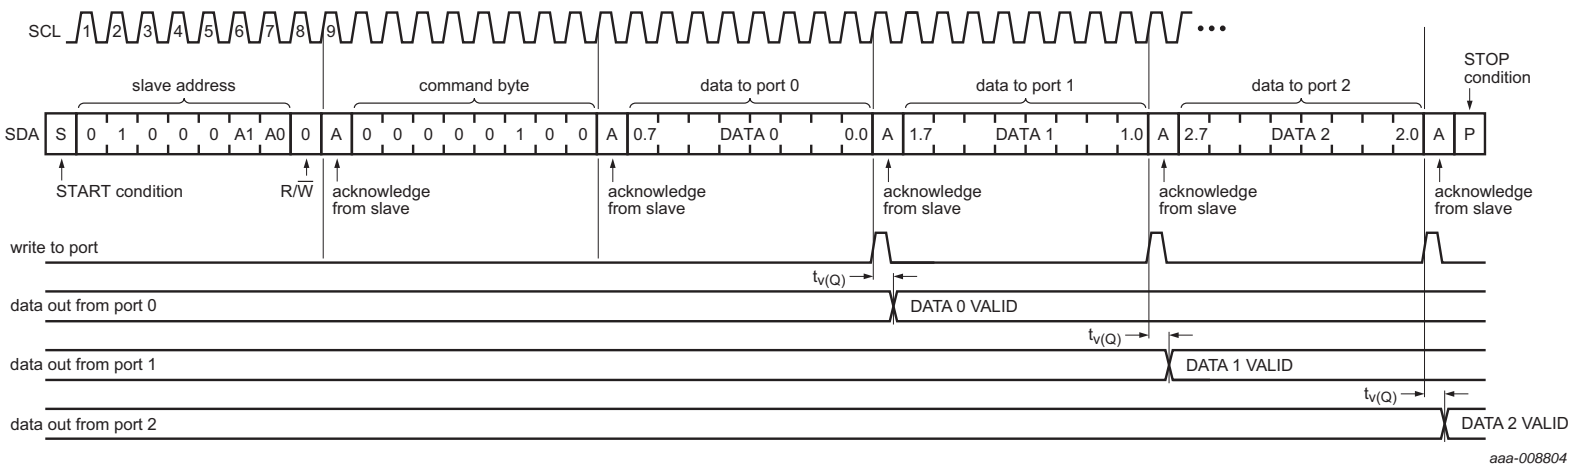 SCL 1 2 3 4 5 6 7 8 9
STOP
condition
slave address command byte data to port 0 data to port 1 data to port 2
SDA S 0 1 0 0 0 A1 A0 0 A 0 0 0 0 0 1 0 0 A 0.7 DATA 0 0.0 A 1.7 DATA 1 1.0 A 2.7 DATA 2 2.0 A P
START condition R/W acknowledge acknowledge acknowledge acknowledge acknowledge
from slave from slave from slave from slave from slave
write to port
tv(Q)
data out from port 0 DATA 0 VALID
tv(Q)
data out from port 1 DATA 1 VALID
tv(Q)
data out from port 2 DATA 2 VALID
aaa-008804